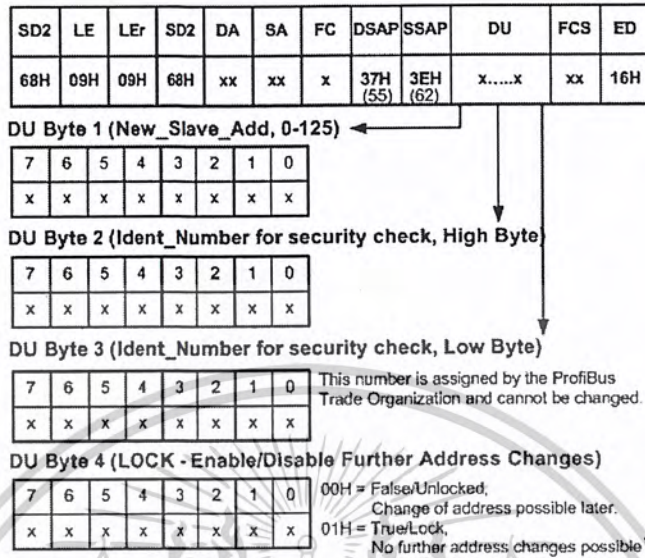 SD2 LE LEr SD2 DA SA FC DSAP SSAP DU FCS ED
68H 09H 09H 68H xx xx x 37H (55) 3EH (62) x.....x xx 16H
DU Byte 1 (New_Slave_Add, 0-125)
7 6 5 4 3 2 1 0
x x x x x x x x
DU Byte 2 (Ident_Number for security check, High Byte)
7 6 5 4 3 2 1 0
x x x x x x x x
DU Byte 3 (Ident_Number for security check, Low Byte)
7 6 5 4 3 2 1 0
x x x x x x x x
This number is assigned by the ProfiBus
Trade Organization and cannot be changed.
DU Byte 4 (LOCK - Enable/Disable Further Address Changes)
7 6 5 4 3 2 1 0
x x x x x x x x
00H = False/Unlocked;
Change of address possible later.
01H = True/Lock,
No further address changes possible